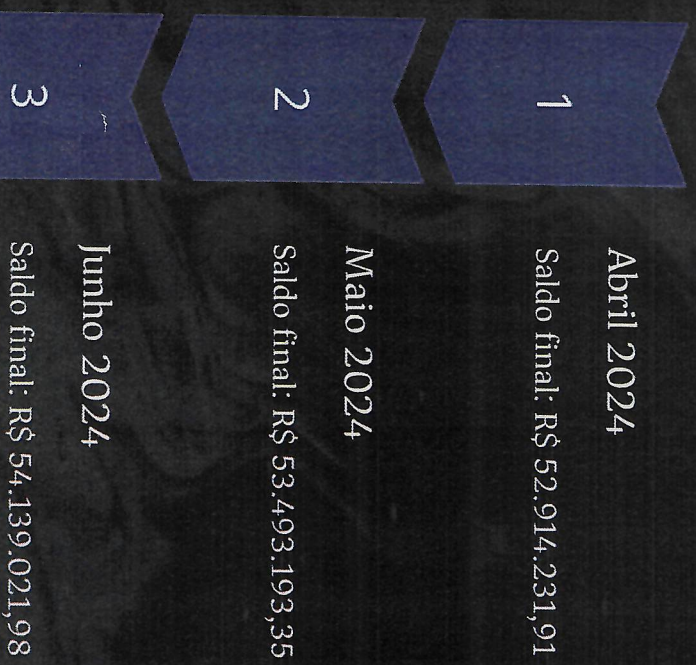 1
Abril 2024
Saldo final: R$ 52.914.231,91
2
Maio 2024
Saldo final: R$ 53.493.193,35
3
Junho 2024
Saldo final: R$ 54.139.021,98